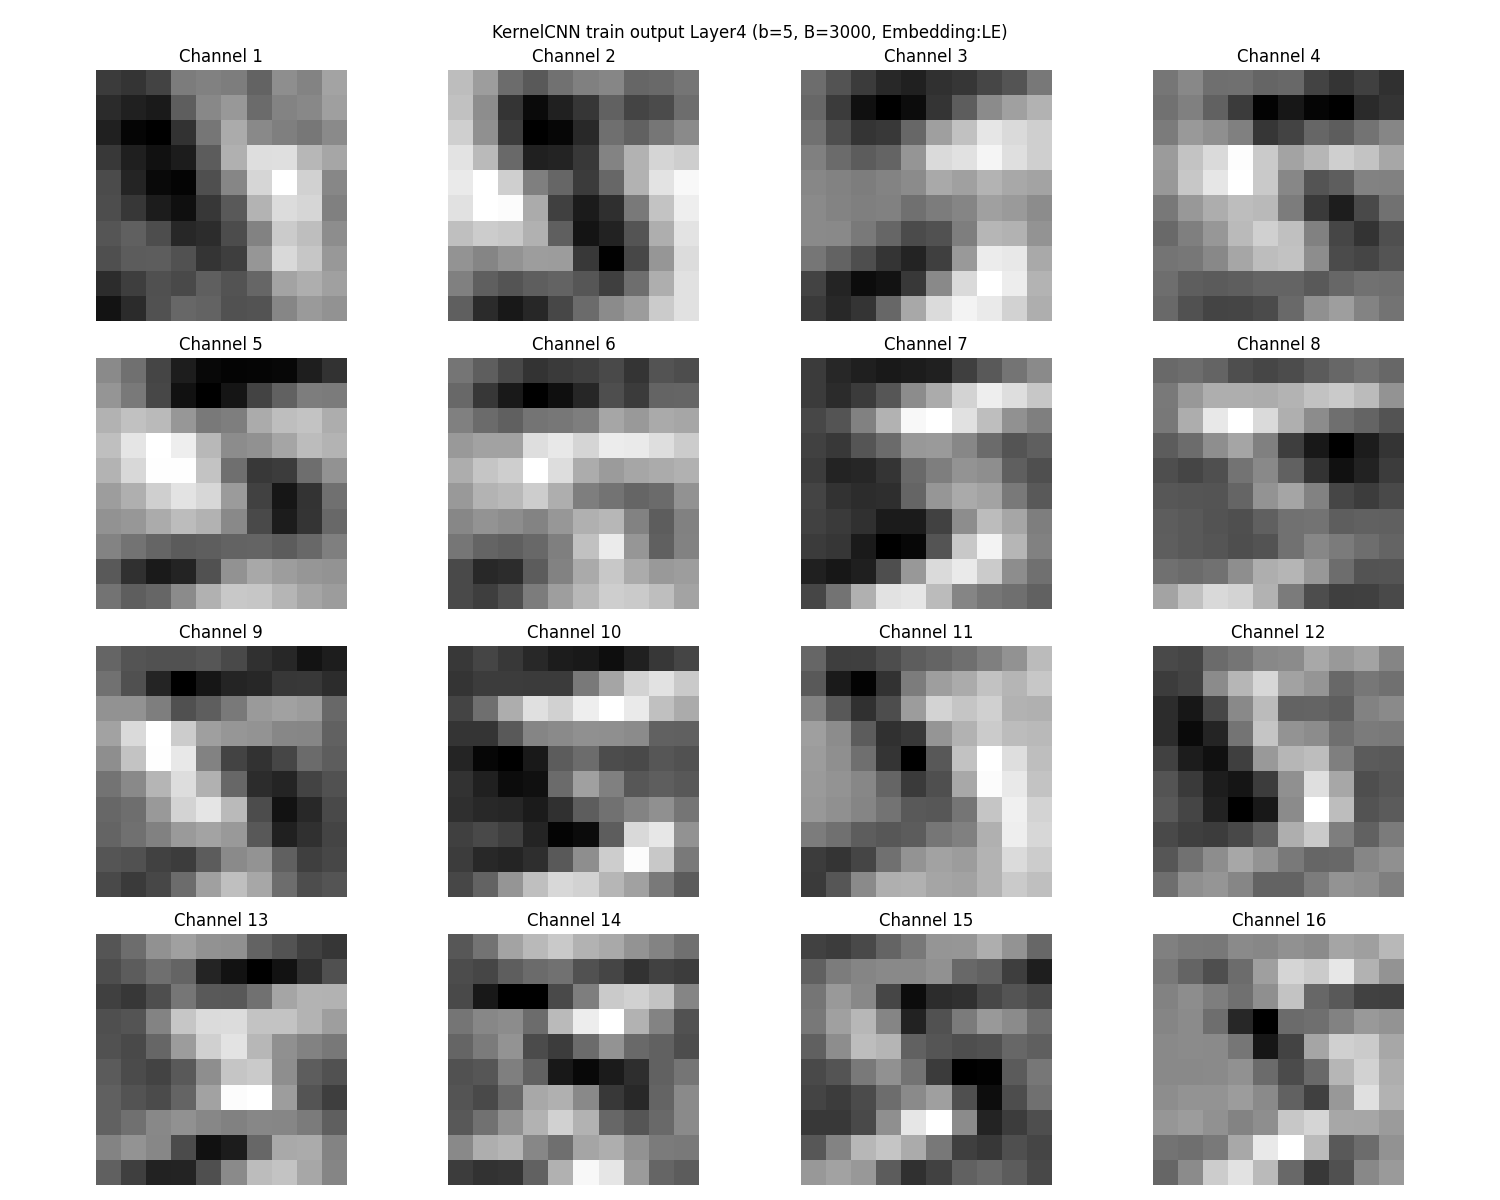 KernelCNN train output Layer4 (b=5, B=3000, Embedding:LE)
Channel 1
Channel 2
Channel 3
Channel 4
Channel 5
Channel 6
Channel 7
Channel 8
Channel 9
Channel 10
Channel 11
Channel 12
Channel 13
Channel 14
Channel 15
Channel 16